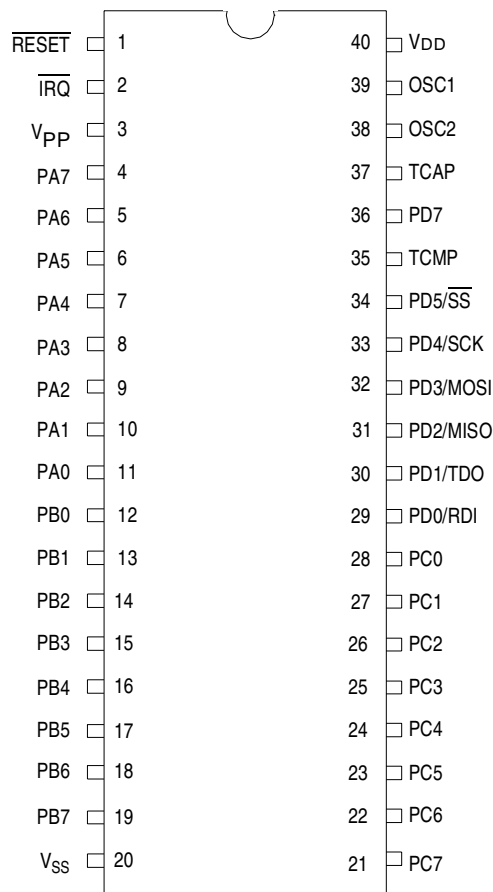 R̅E̅S̅E̅T̅ 1 40 VDD
I̅R̅Q̅ 2 39 OSC1
VPP 3 38 OSC2
PA7 4 37 TCAP
PA6 5 36 PD7
PA5 6 35 TCMP
PA4 7 34 PD5/S̅S̅
PA3 8 33 PD4/SCK
PA2 9 32 PD3/MOSI
PA1 10 31 PD2/MISO
PA0 11 30 PD1/TDO
PB0 12 29 PD0/RDI
PB1 13 28 PC0
PB2 14 27 PC1
PB3 15 26 PC2
PB4 16 25 PC3
PB5 17 24 PC4
PB6 18 23 PC5
PB7 19 22 PC6
VSS 20 21 PC7